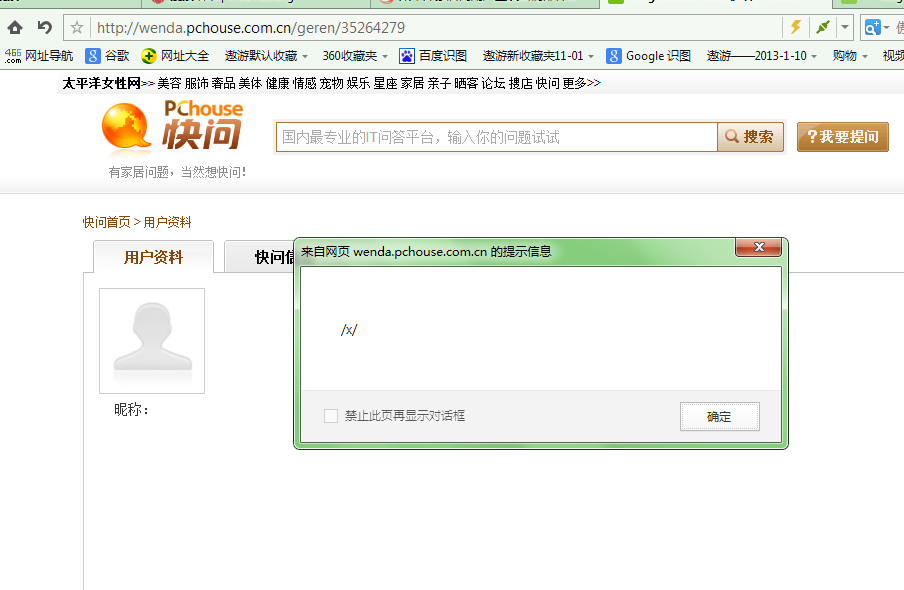 http://wenda.pchouse.com.cn/geren/35264279
网址导航 谷歌 网址大全 遨游默认收藏 360收藏夹 百度识图 遨游新收藏夹11-01 Google 识图 遨游——2013-1-10 购物 视频
太平洋女性网>> 美容 服饰 奢品 美体 健康 情感 宠物 娱乐 星座 家居 亲子 晒客 论坛 搜店 快问 更多>>
PChouse
快问
国内最专业的IT问答平台，输入你的问题试试
搜索
?我要提问
有家居问题，当然想快问!
快问首页 > 用户资料
用户资料
快问信
来自网页 wenda.pchouse.com.cn 的提示信息
/x/
禁止此页再显示对话框
确定
昵称：